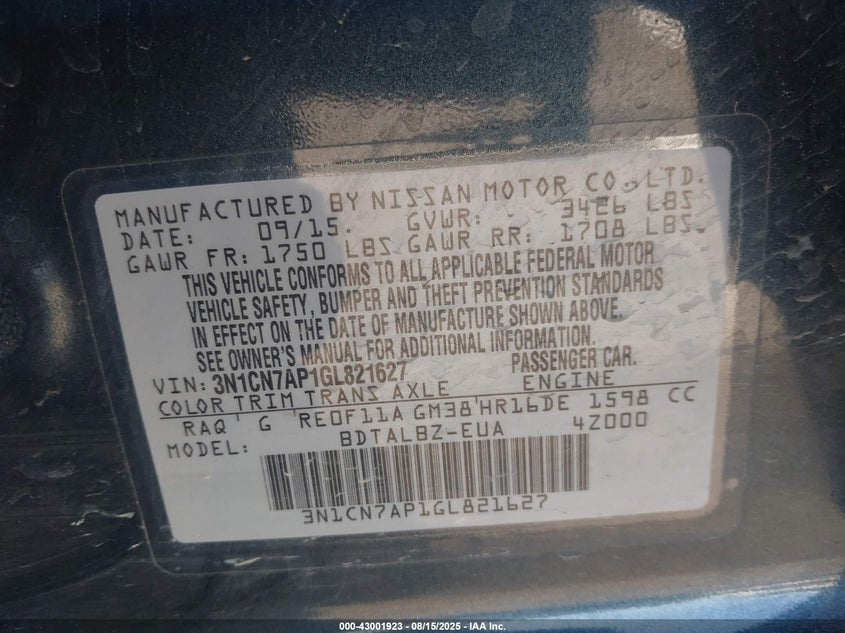 MANUFACTURED BY NISSAN MOTOR CO.,LTD.
DATE: 09/15. GVWR: 3426 LBS
GAWR FR: 1750 LBS GAWR RR: 1708 LBS.
THIS VEHICLE CONFORMS TO ALL APPLICABLE FEDERAL MOTOR
VEHICLE SAFETY, BUMPER AND THEFT PREVENTION STANDARDS
IN EFFECT ON THE DATE OF MANUFACTURE SHOWN ABOVE.
SEE OWNER'S MANUAL FOR ADDITIONAL INFORMATION.
VIN: 3N1CN7AP1GL821627 PASSENGER CAR.
COLOR TRIM TRANS AXLE ENGINE
RAQ G RE0F11A GM38 HR16DE 1598 CC
MODEL: BDTALBZ-EUA 4Z000
3N1CN7AP1GL821627
000-43001923 - 08/15/2025 - IAA Inc.